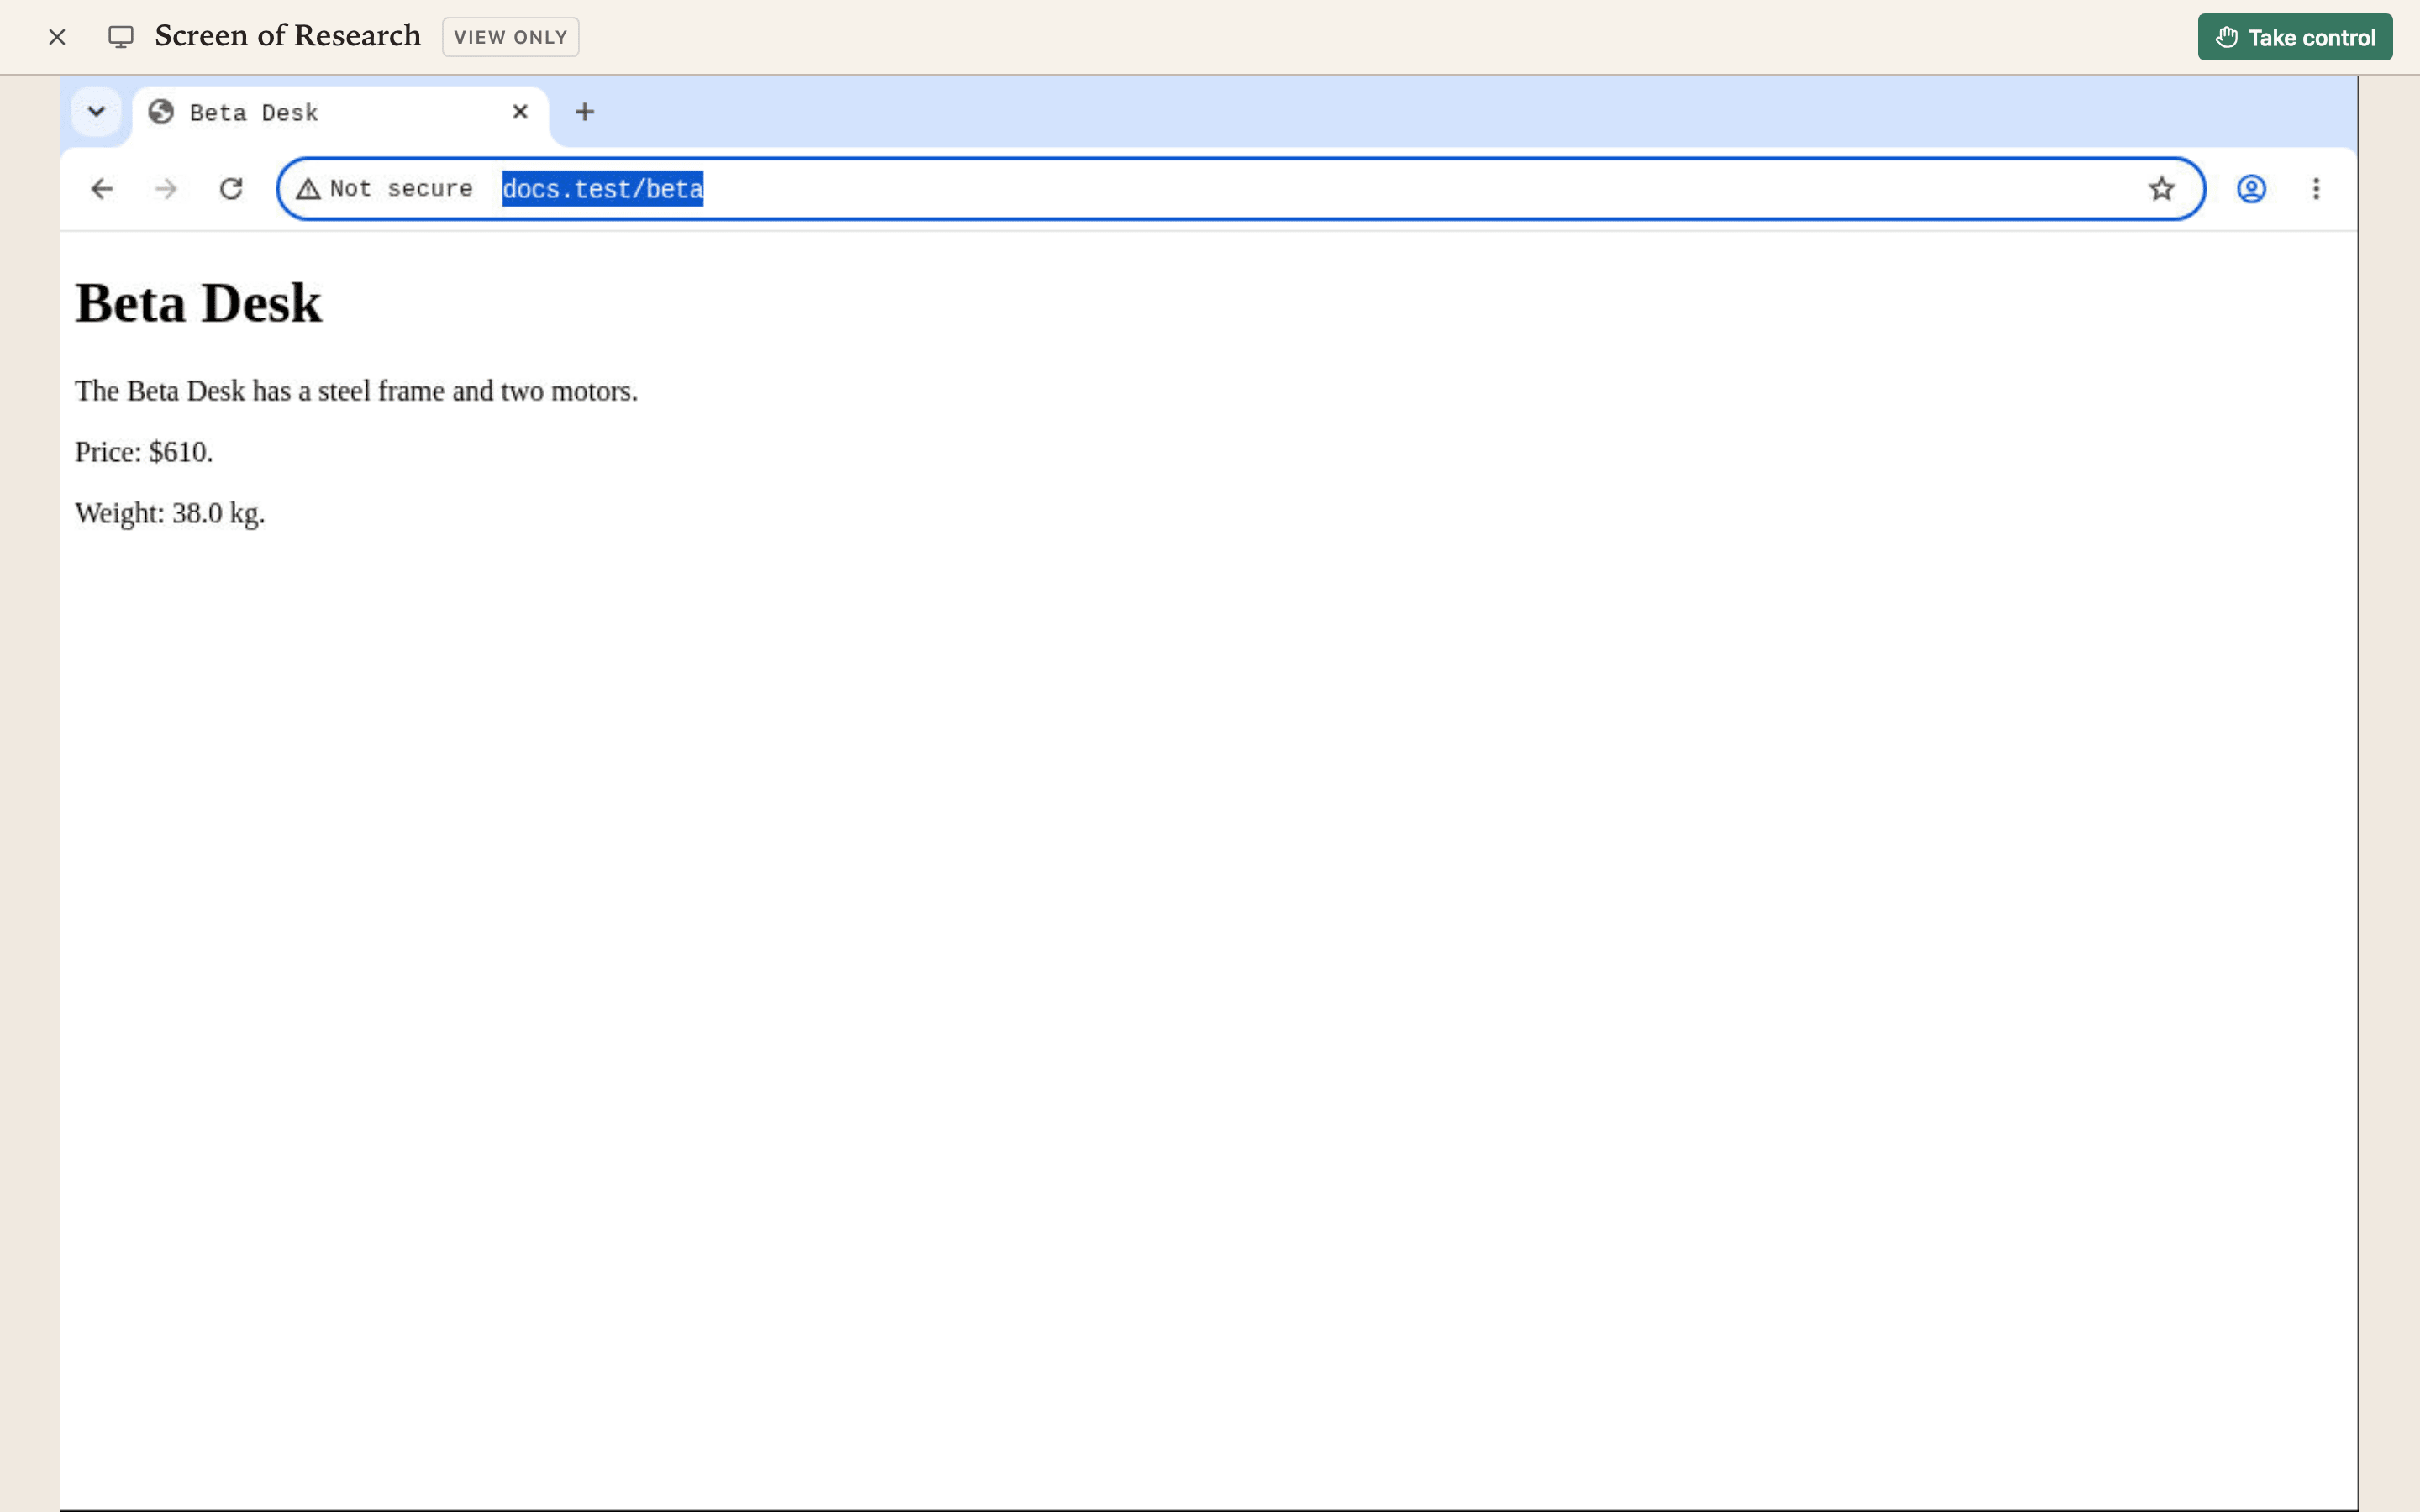 Screen of Research VIEW ONLY Take control
Beta Desk
Not secure docs.test/beta
Beta Desk
The Beta Desk has a steel frame and two motors.
Price: $610.
Weight: 38.0 kg.